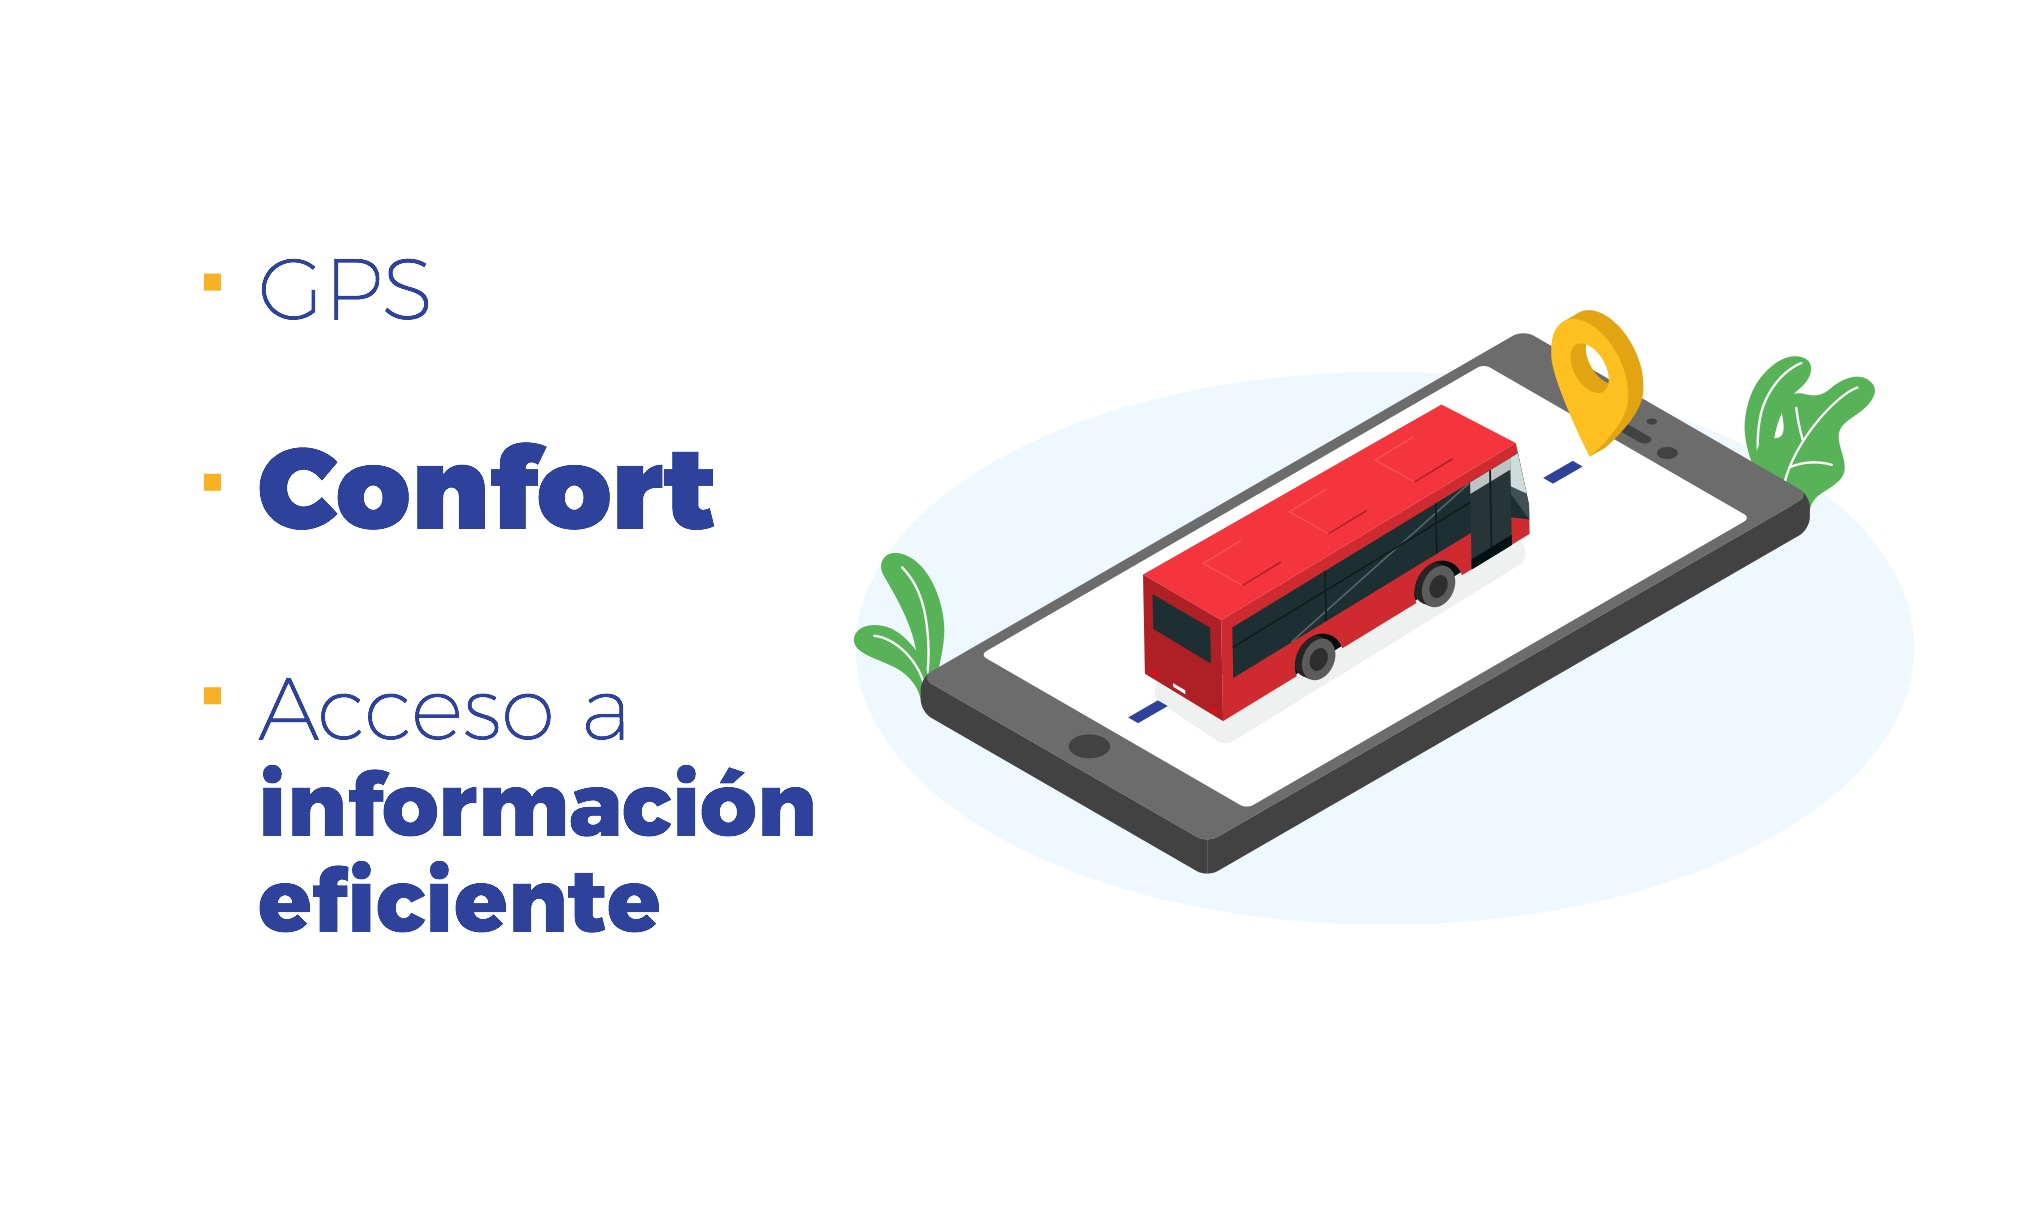 GPS
Confort
Acceso a
información
eficiente